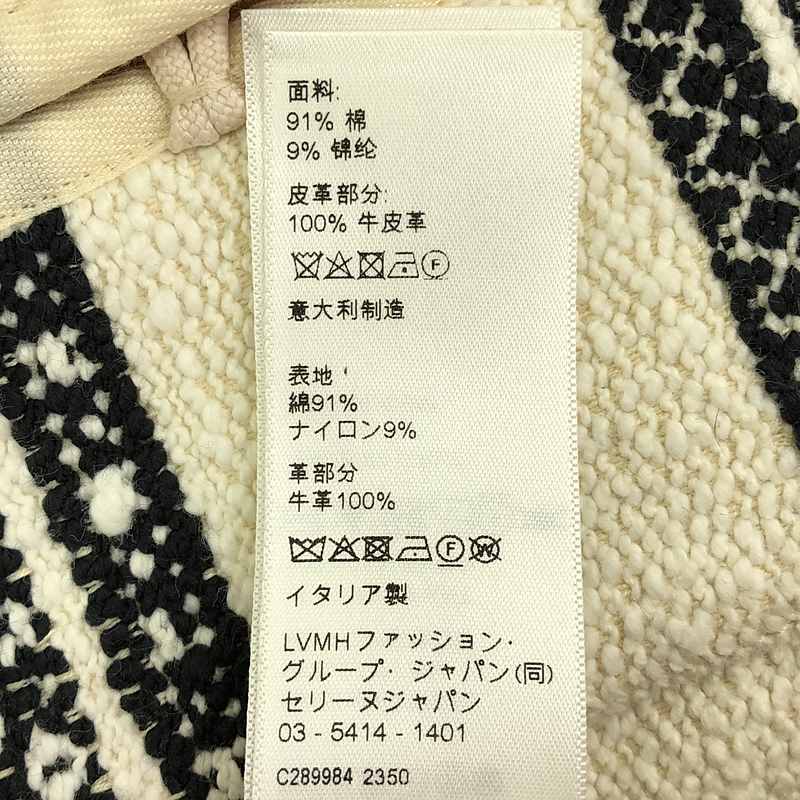 面料:
91% 棉
9% 锦纶
皮革部分:
100% 牛皮革
F
意大利制造
表地
綿91%
ナイロン9%
革部分
牛革100%
F W
イタリア製
LVMHファッション・
グループ・ ジャパン(同)
セリーヌジャパン
03 - 5414 - 1401
C289984 2350